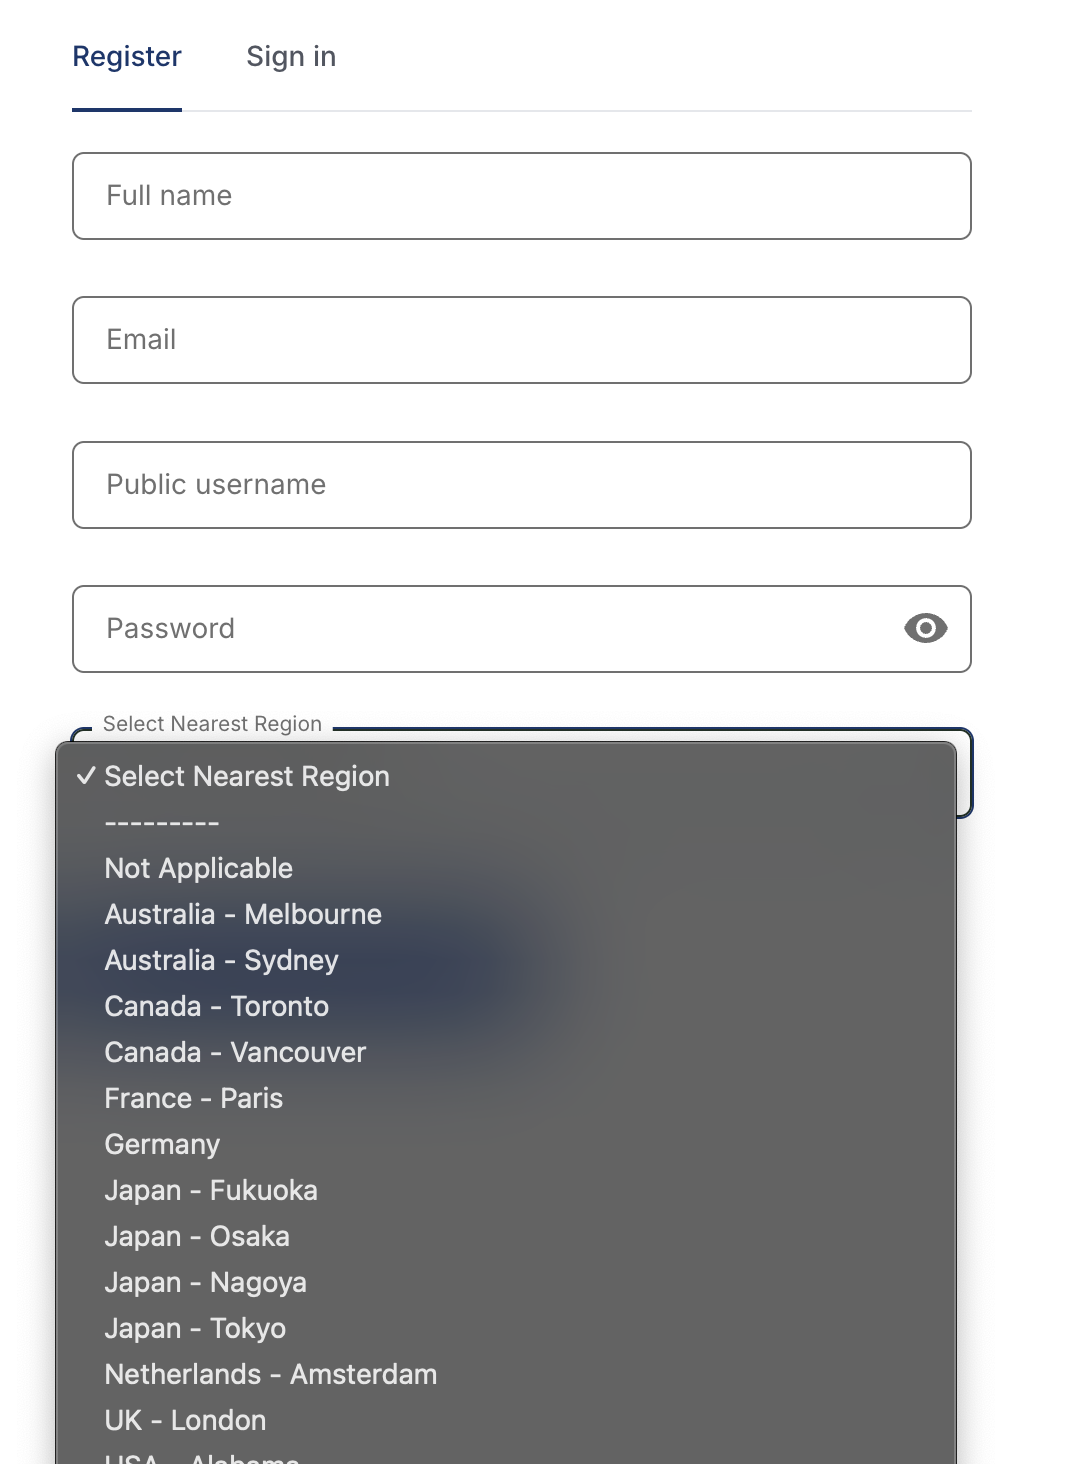 Register Sign in
Full name
Email
Public username
Password
Select Nearest Region
✓ Select Nearest Region
---------
Not Applicable
Australia - Melbourne
Australia - Sydney
Canada - Toronto
Canada - Vancouver
France - Paris
Germany
Japan - Fukuoka
Japan - Osaka
Japan - Nagoya
Japan - Tokyo
Netherlands - Amsterdam
UK - London
USA - Alabama